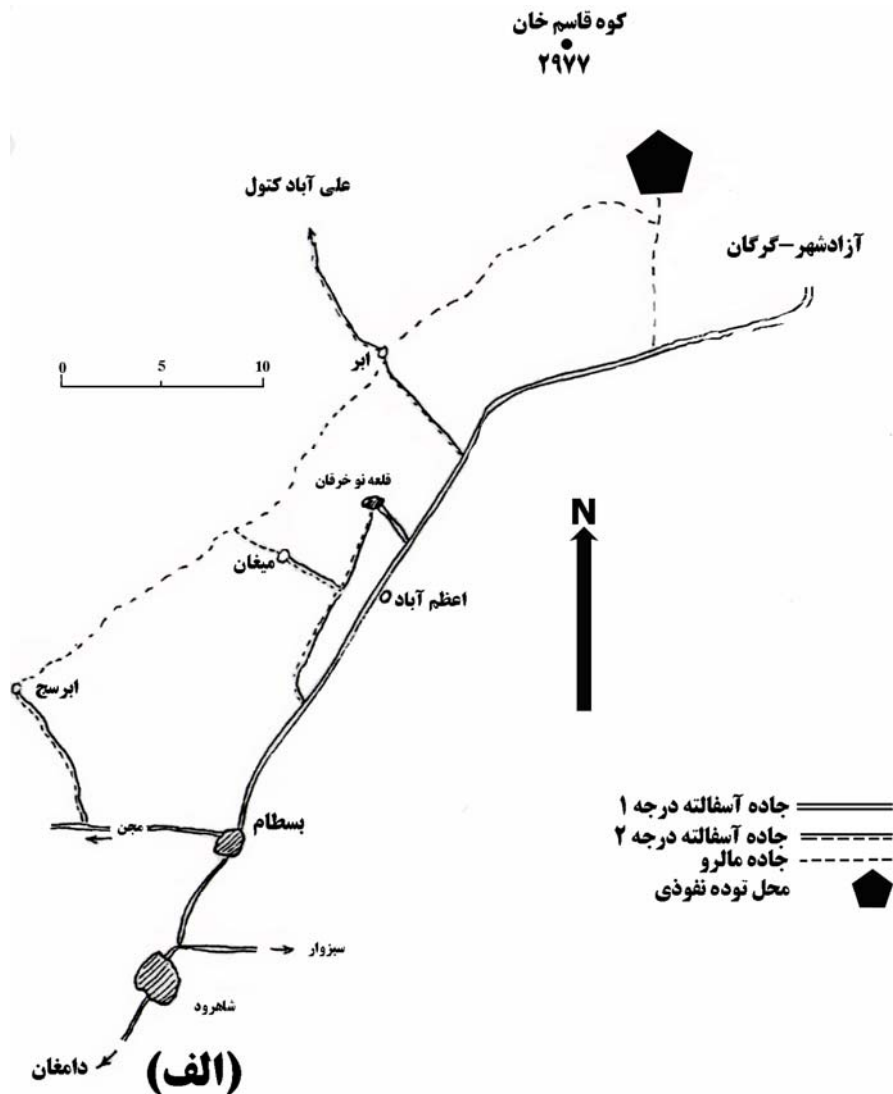 کوه قاسم خان
۲۹۷۷
علی آباد کتول
آزادشهر-گرگان
ابر
0 5 10
قلعه نو خرقان
N
میغان
اعظم آباد
ابرسج
جاده آسفالته درجه ۱
بسطام
مجن
جاده آسفالته درجه ۲
جاده مالرو
محل توده نفوذی
سبزوار
شاهرود
دامغان
(الف)